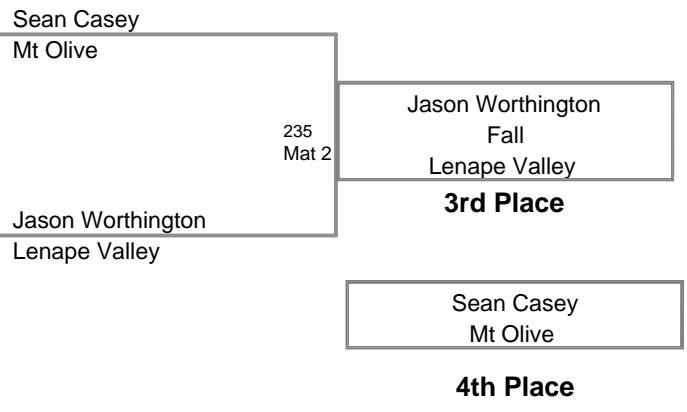 Sean Casey
Mt Olive
235
Mat 2
Jason Worthington
Fall
Lenape Valley
3rd Place
Jason Worthington
Lenape Valley
Sean Casey
Mt Olive
4th Place